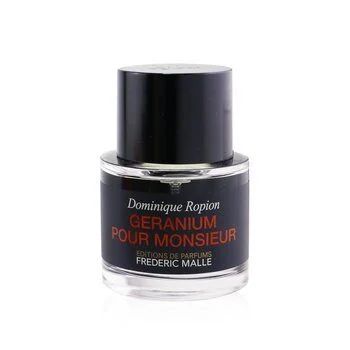 Dominique Ropion
GERANIUM
POUR MONSIEUR
EDITIONS DE PARFUMS
FREDERIC MALLE